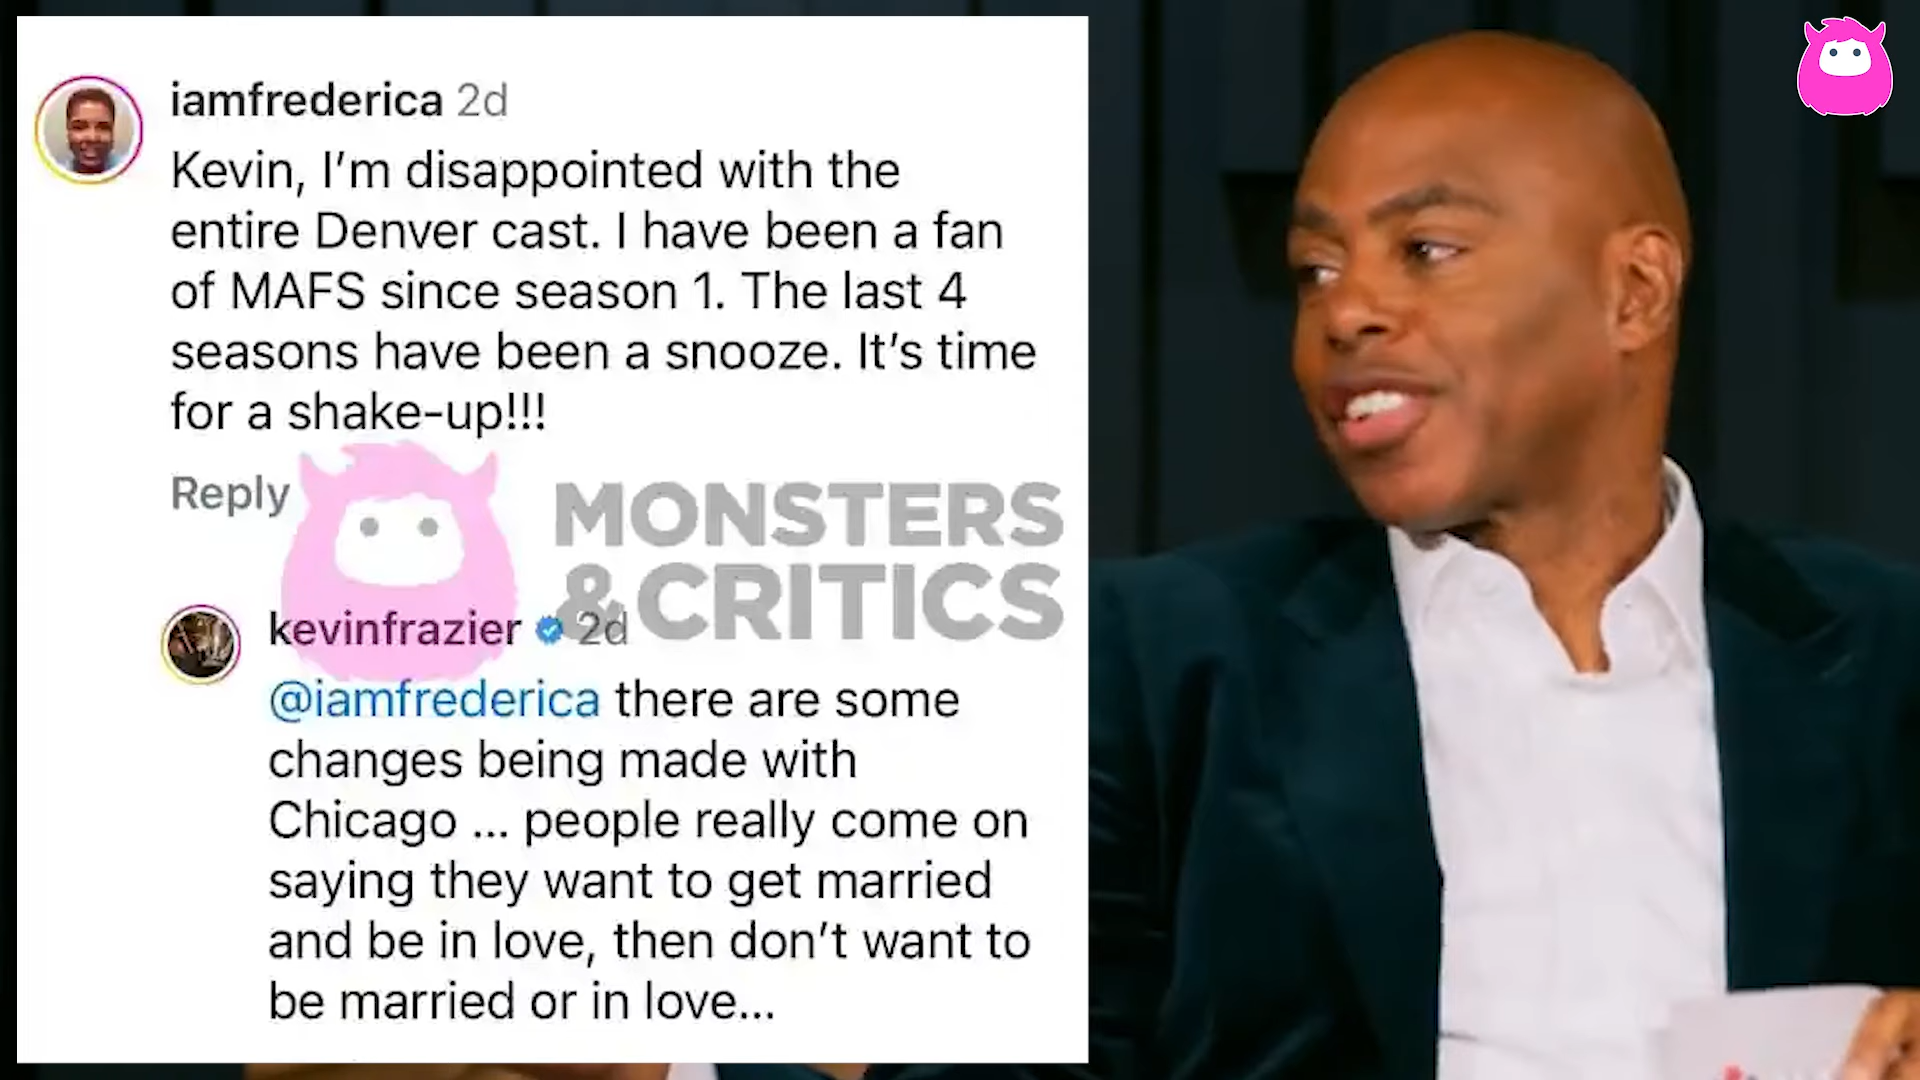 iamfrederica 2d
Kevin, I'm disappointed with the
entire Denver cast. I have been a fan
of MAFS since season 1. The last 4
seasons have been a snooze. It's time
for a shake-up!!!
Reply
MONSTERS
& CRITICS
kevinfrazier 2d
@iamfrederica there are some
changes being made with
Chicago ... people really come on
saying they want to get married
and be in love, then don't want to
be married or in love...